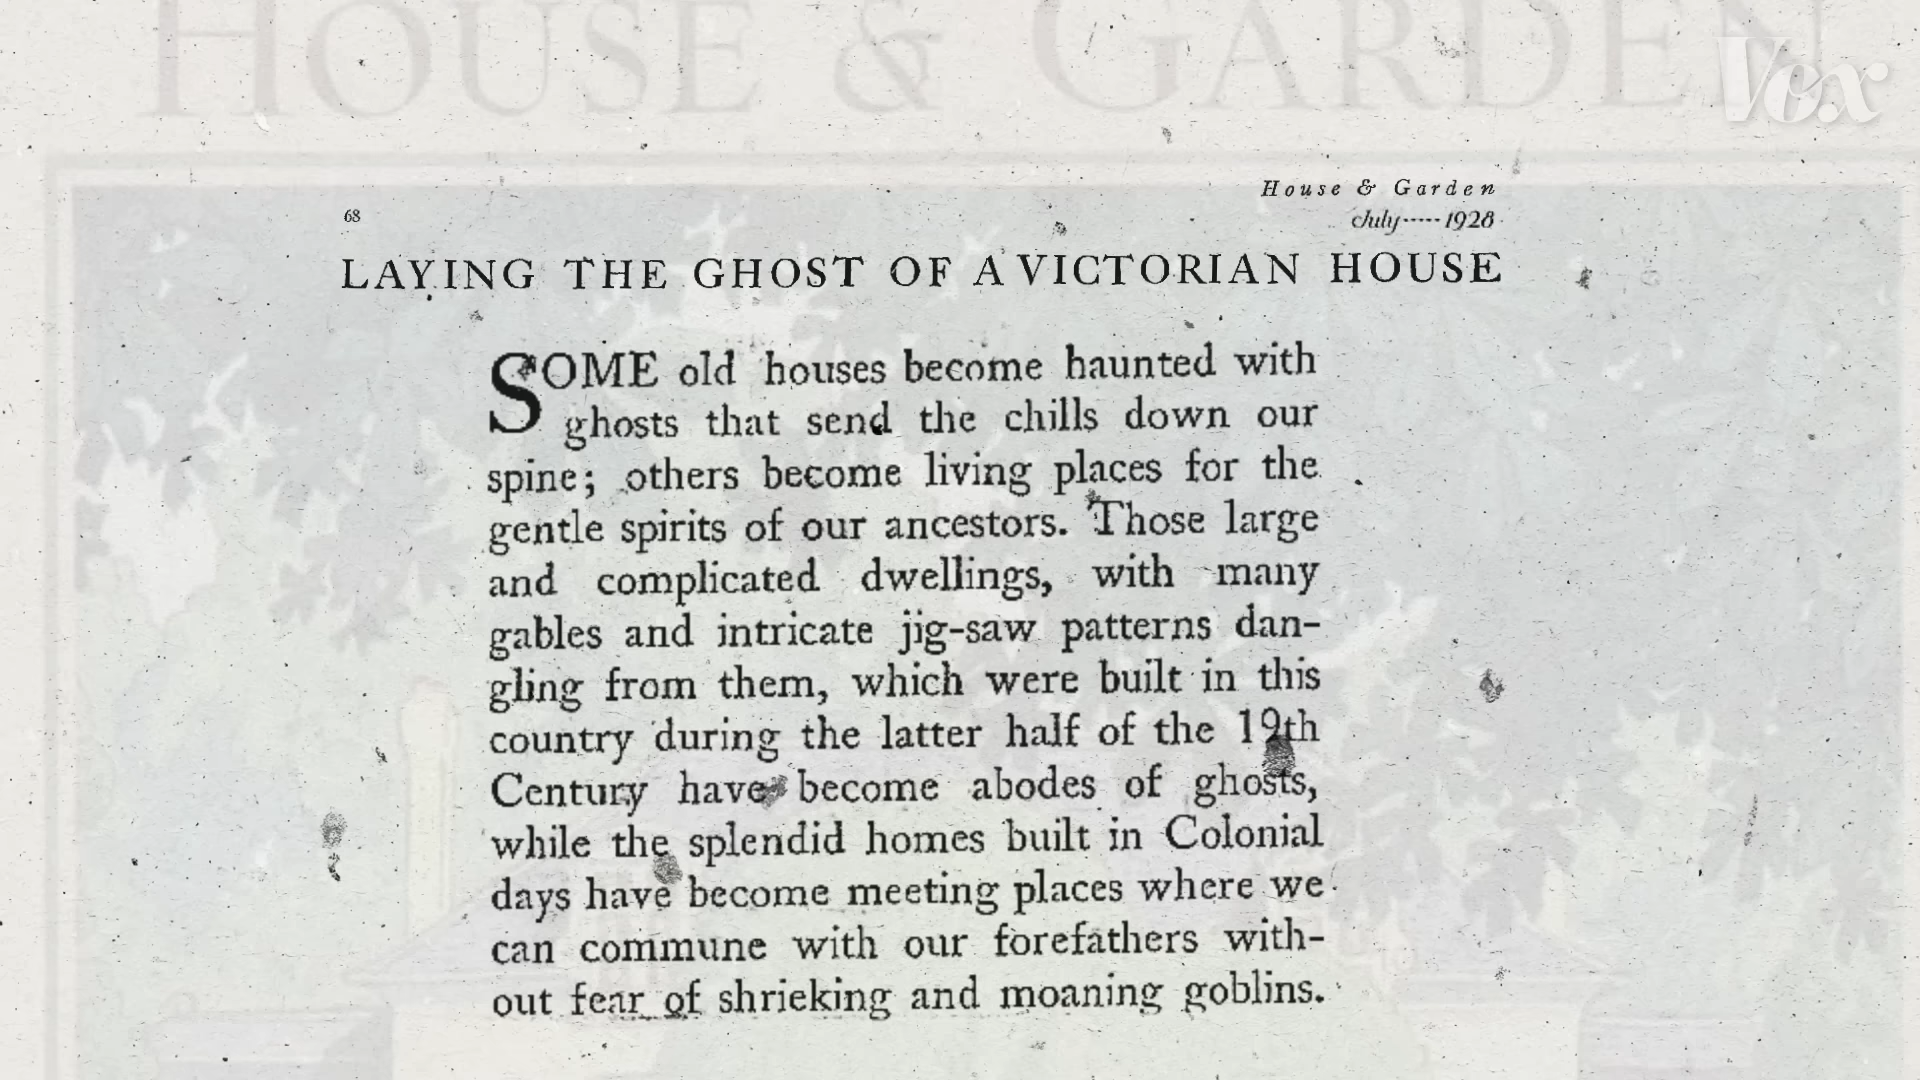 HOUSE & GARDEN
Vox
House & Garden
68
July-----1928
LAYING THE GHOST OF A VICTORIAN HOUSE
SOME old houses become haunted with
ghosts that send the chills down our
spine; others become living places for the
gentle spirits of our ancestors. Those large
and complicated dwellings, with many
gables and intricate jig-saw patterns dan-
gling from them, which were built in this
country during the latter half of the 19th
Century have become abodes of ghosts,
while the splendid homes built in Colonial
days have become meeting places where we
can commune with our forefathers with-
out fear of shrieking and moaning goblins.